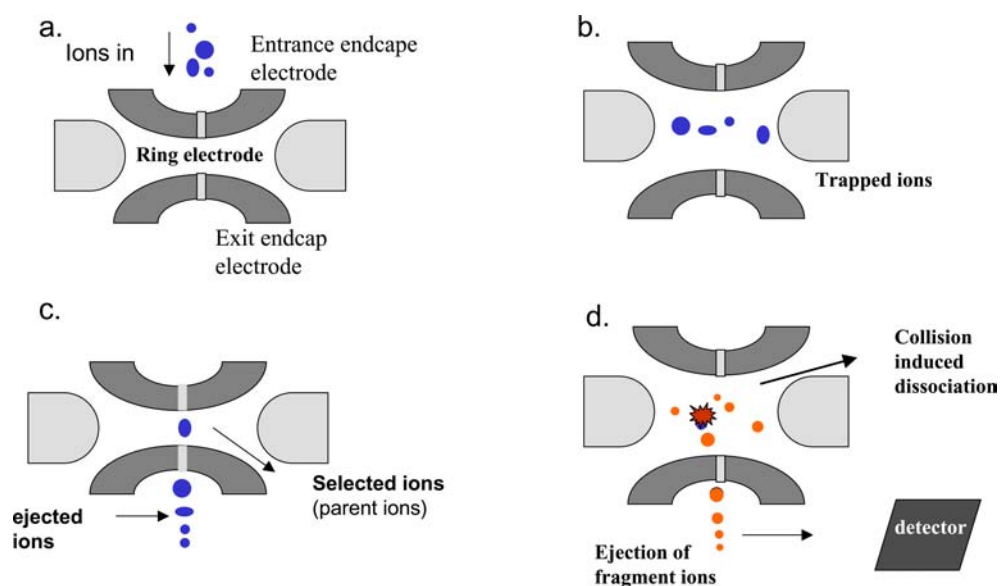 a.
Ions in
Entrance endcape
electrode
Ring electrode
Exit endcap
electrode
b.
Trapped ions
c.
Selected ions
(parent ions)
ejected
ions
d.
Collision
induced
dissociation
detector
Ejection of
fragment ions